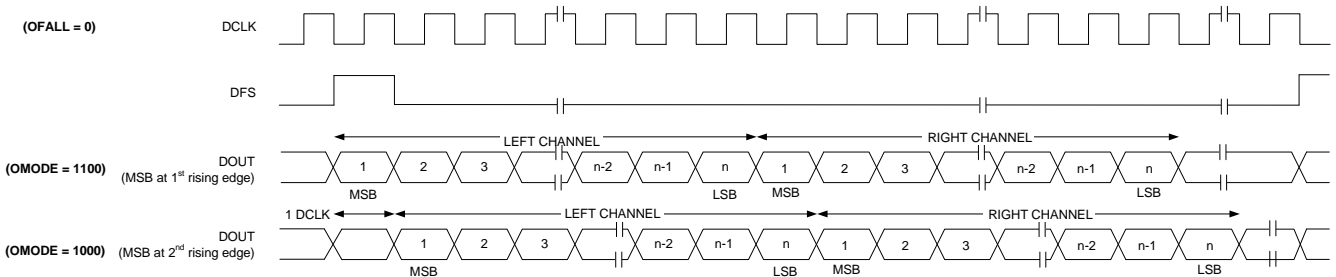 (OFALL = 0) DCLK
DFS
LEFT CHANNEL RIGHT CHANNEL
(OMODE = 1100) DOUT 1 2 3 n-2 n-1 n 1 2 3 n-2 n-1 n
(MSB at 1st rising edge)
MSB LSB MSB LSB
1 DCLK LEFT CHANNEL RIGHT CHANNEL
DOUT
(OMODE = 1000) (MSB at 2nd rising edge) 1 2 3 n-2 n-1 n 1 2 3 n-2 n-1 n
MSB LSB MSB LSB